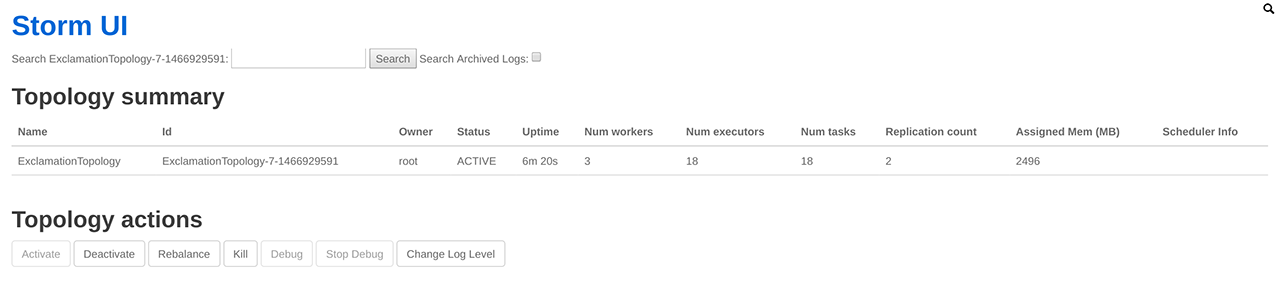 Storm UI
Search ExclamationTopology-7-1466929591: Search Search Archived Logs:
Topology summary
Name Id Owner Status Uptime Num workers Num executors Num tasks Replication count Assigned Mem (MB) Scheduler Info
ExclamationTopology ExclamationTopology-7-1466929591 root ACTIVE 6m 20s 3 18 18 2 2496
Topology actions
Activate Deactivate Rebalance Kill Debug Stop Debug Change Log Level